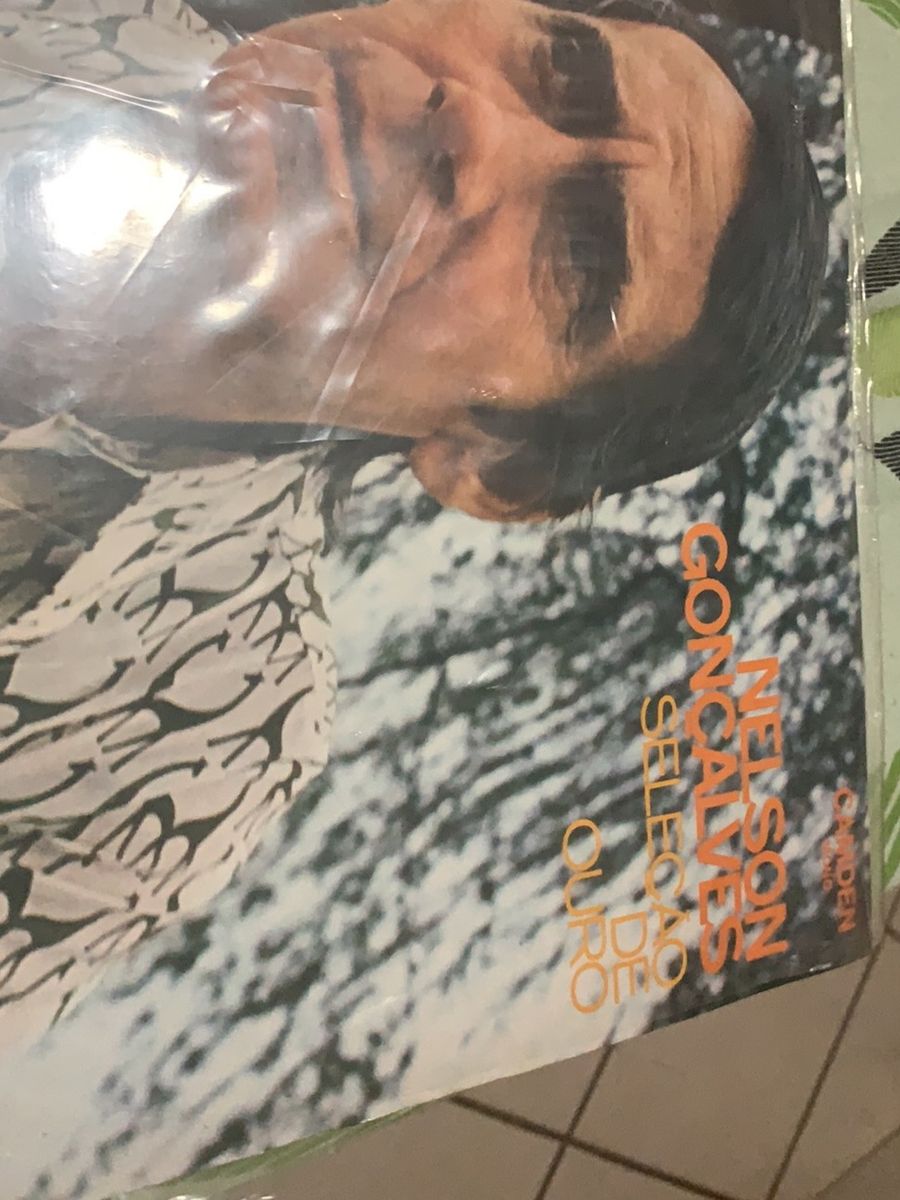 CAMDEN
NELSON
GONÇALVES
SELEÇÃO
DE
OURO